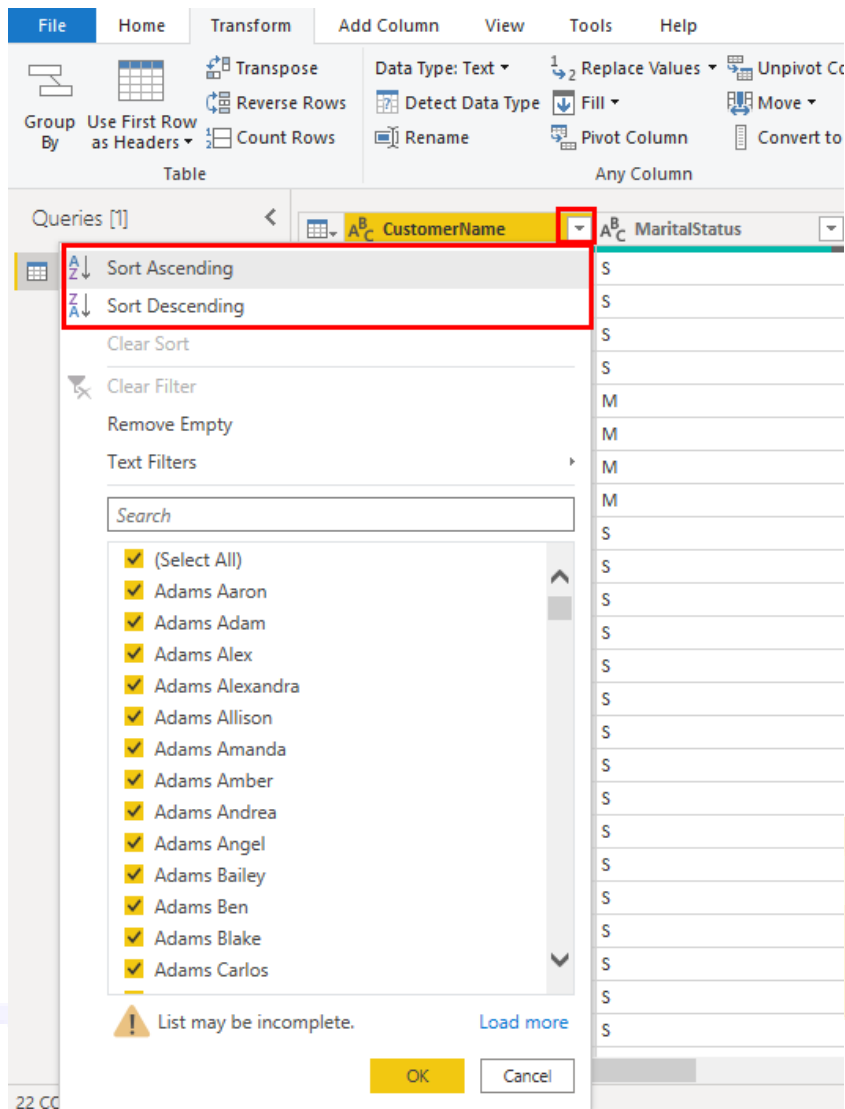 File Home Transform Add Column View Tools Help
Transpose Data Type: Text Replace Values Unpivot Co
Reverse Rows Detect Data Type Fill Move
Group By Use First Row as Headers Count Rows Rename Pivot Column Convert to
Table Any Column
Queries [1] CustomerName MaritalStatus
Sort Ascending S
Sort Descending S
Clear Sort S
S
Clear Filter M
Remove Empty M
Text Filters M
M
Search S
(Select All) S
Adams Aaron S
Adams Adam S
Adams Alex S
Adams Alexandra S
Adams Allison S
Adams Amanda S
Adams Amber S
Adams Andrea S
Adams Angel S
Adams Bailey S
Adams Ben S
Adams Blake S
Adams Carlos S
List may be incomplete. Load more S
OK Cancel
22 CO